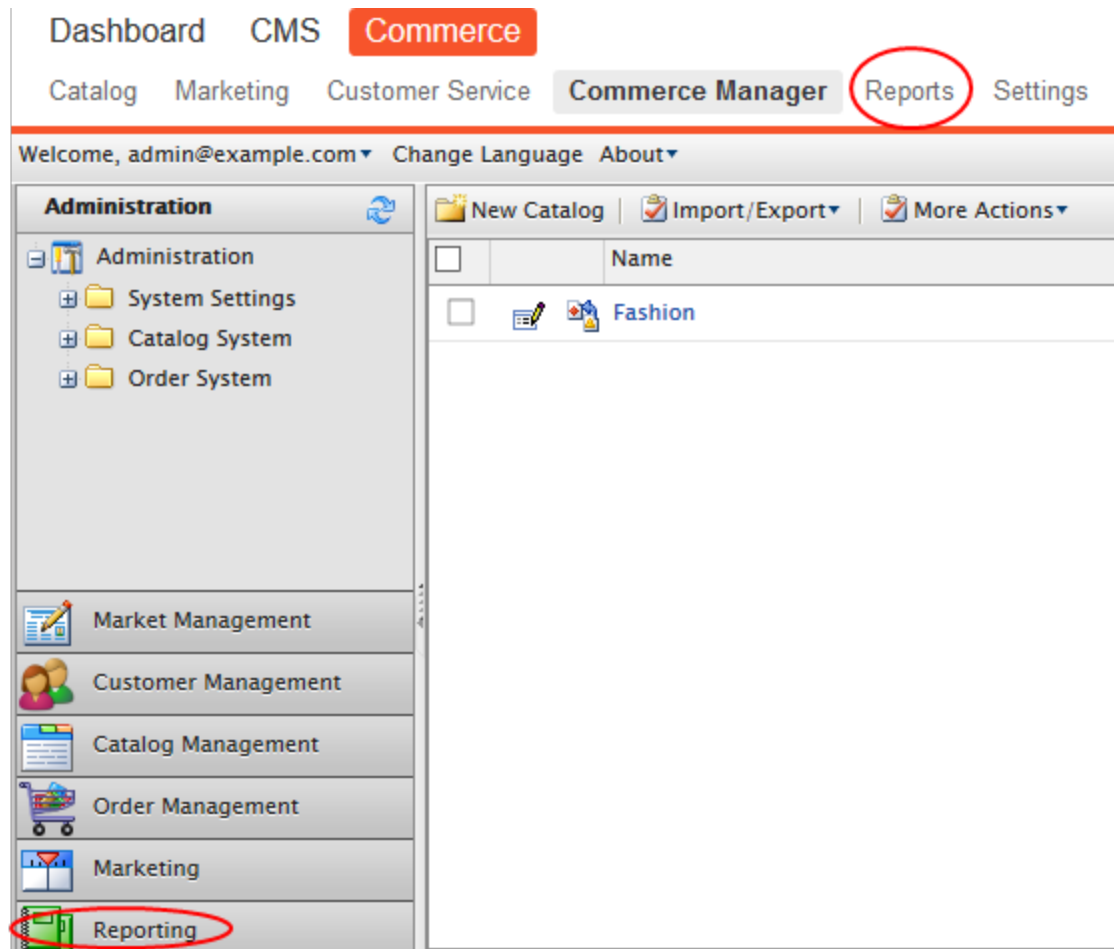 Dashboard CMS Commerce
Catalog Marketing Customer Service Commerce Manager Reports Settings
Welcome, admin@example.com Change Language About
Administration
New Catalog Import/Export More Actions
Administration
Name
System Settings
Fashion
Catalog System
Order System
Market Management
Customer Management
Catalog Management
Order Management
Marketing
Reporting